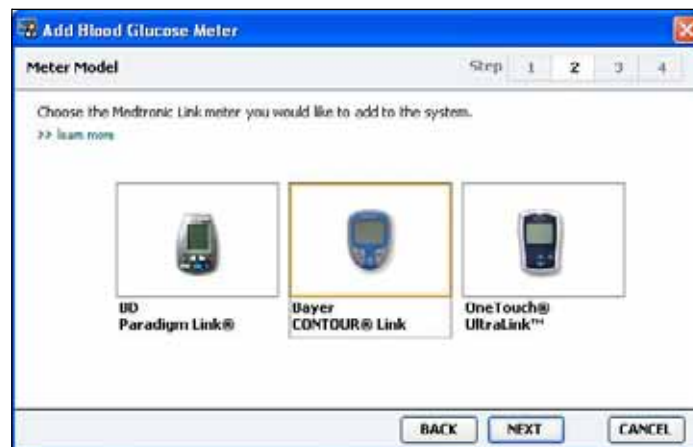 Add Blood Glucose Meter
Meter Model
Step 1 2 3 4
Choose the Medtronic Link meter you would like to add to the system.
>> learn more
BD
Paradigm Link®
Bayer
CONTOUR® Link
OneTouch®
UltraLink™
BACK NEXT CANCEL